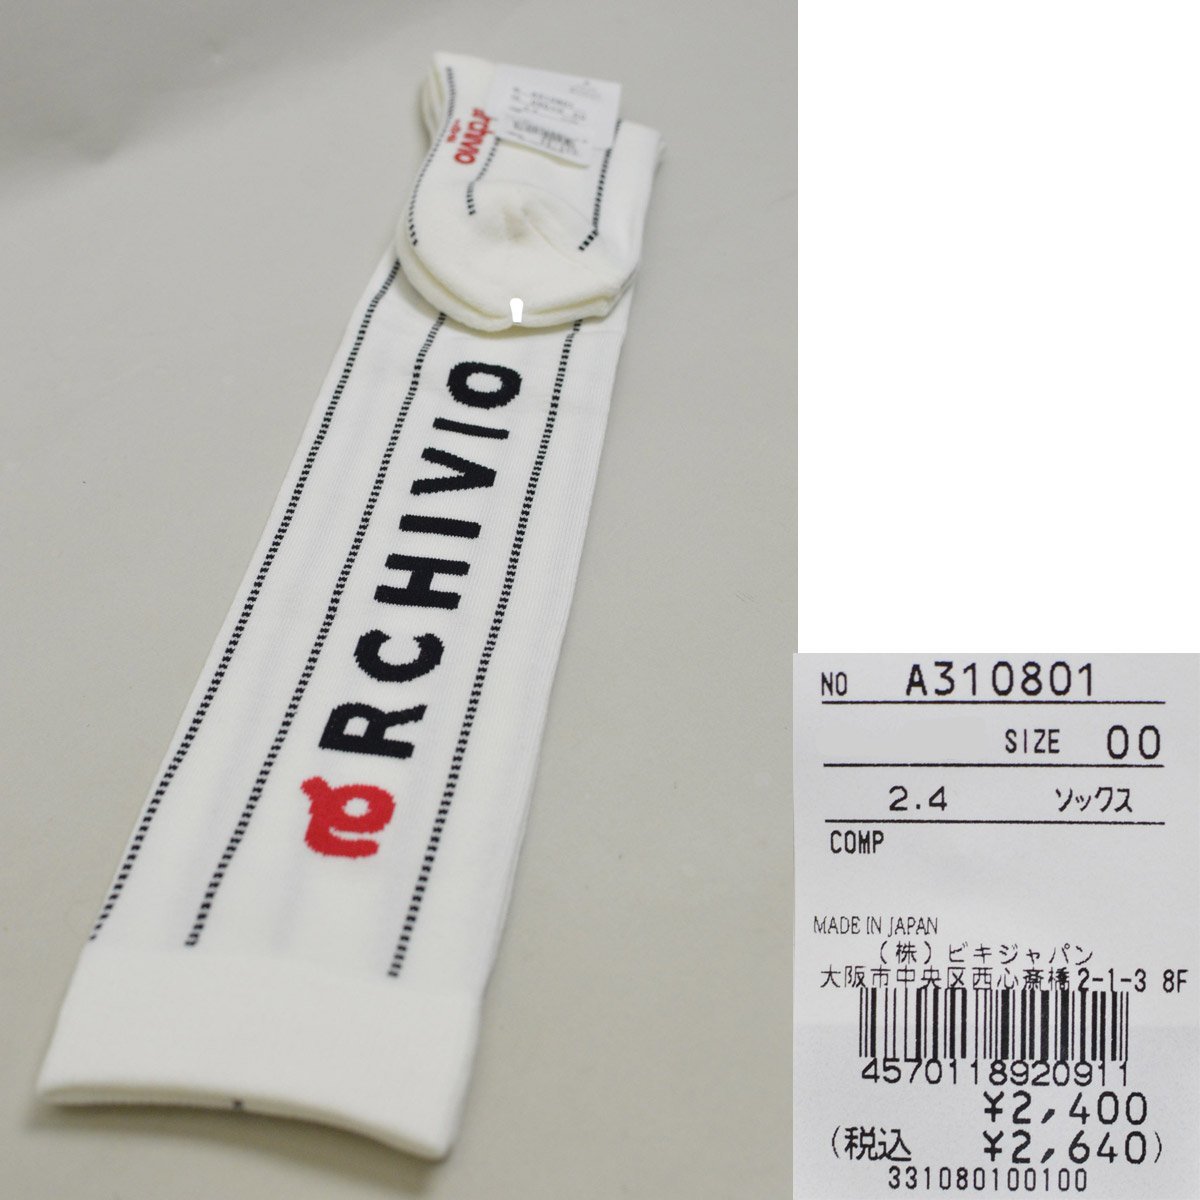 archivio
ARCHIVIO
NO A310801
SIZE 00
2.4 ソックス
COMP
MADE IN JAPAN
(株)ビキジャパン
大阪市中央区西心斎橋2-1-3 8F
4570118920911
¥2,400
(税込 ¥2,640)
331080100100